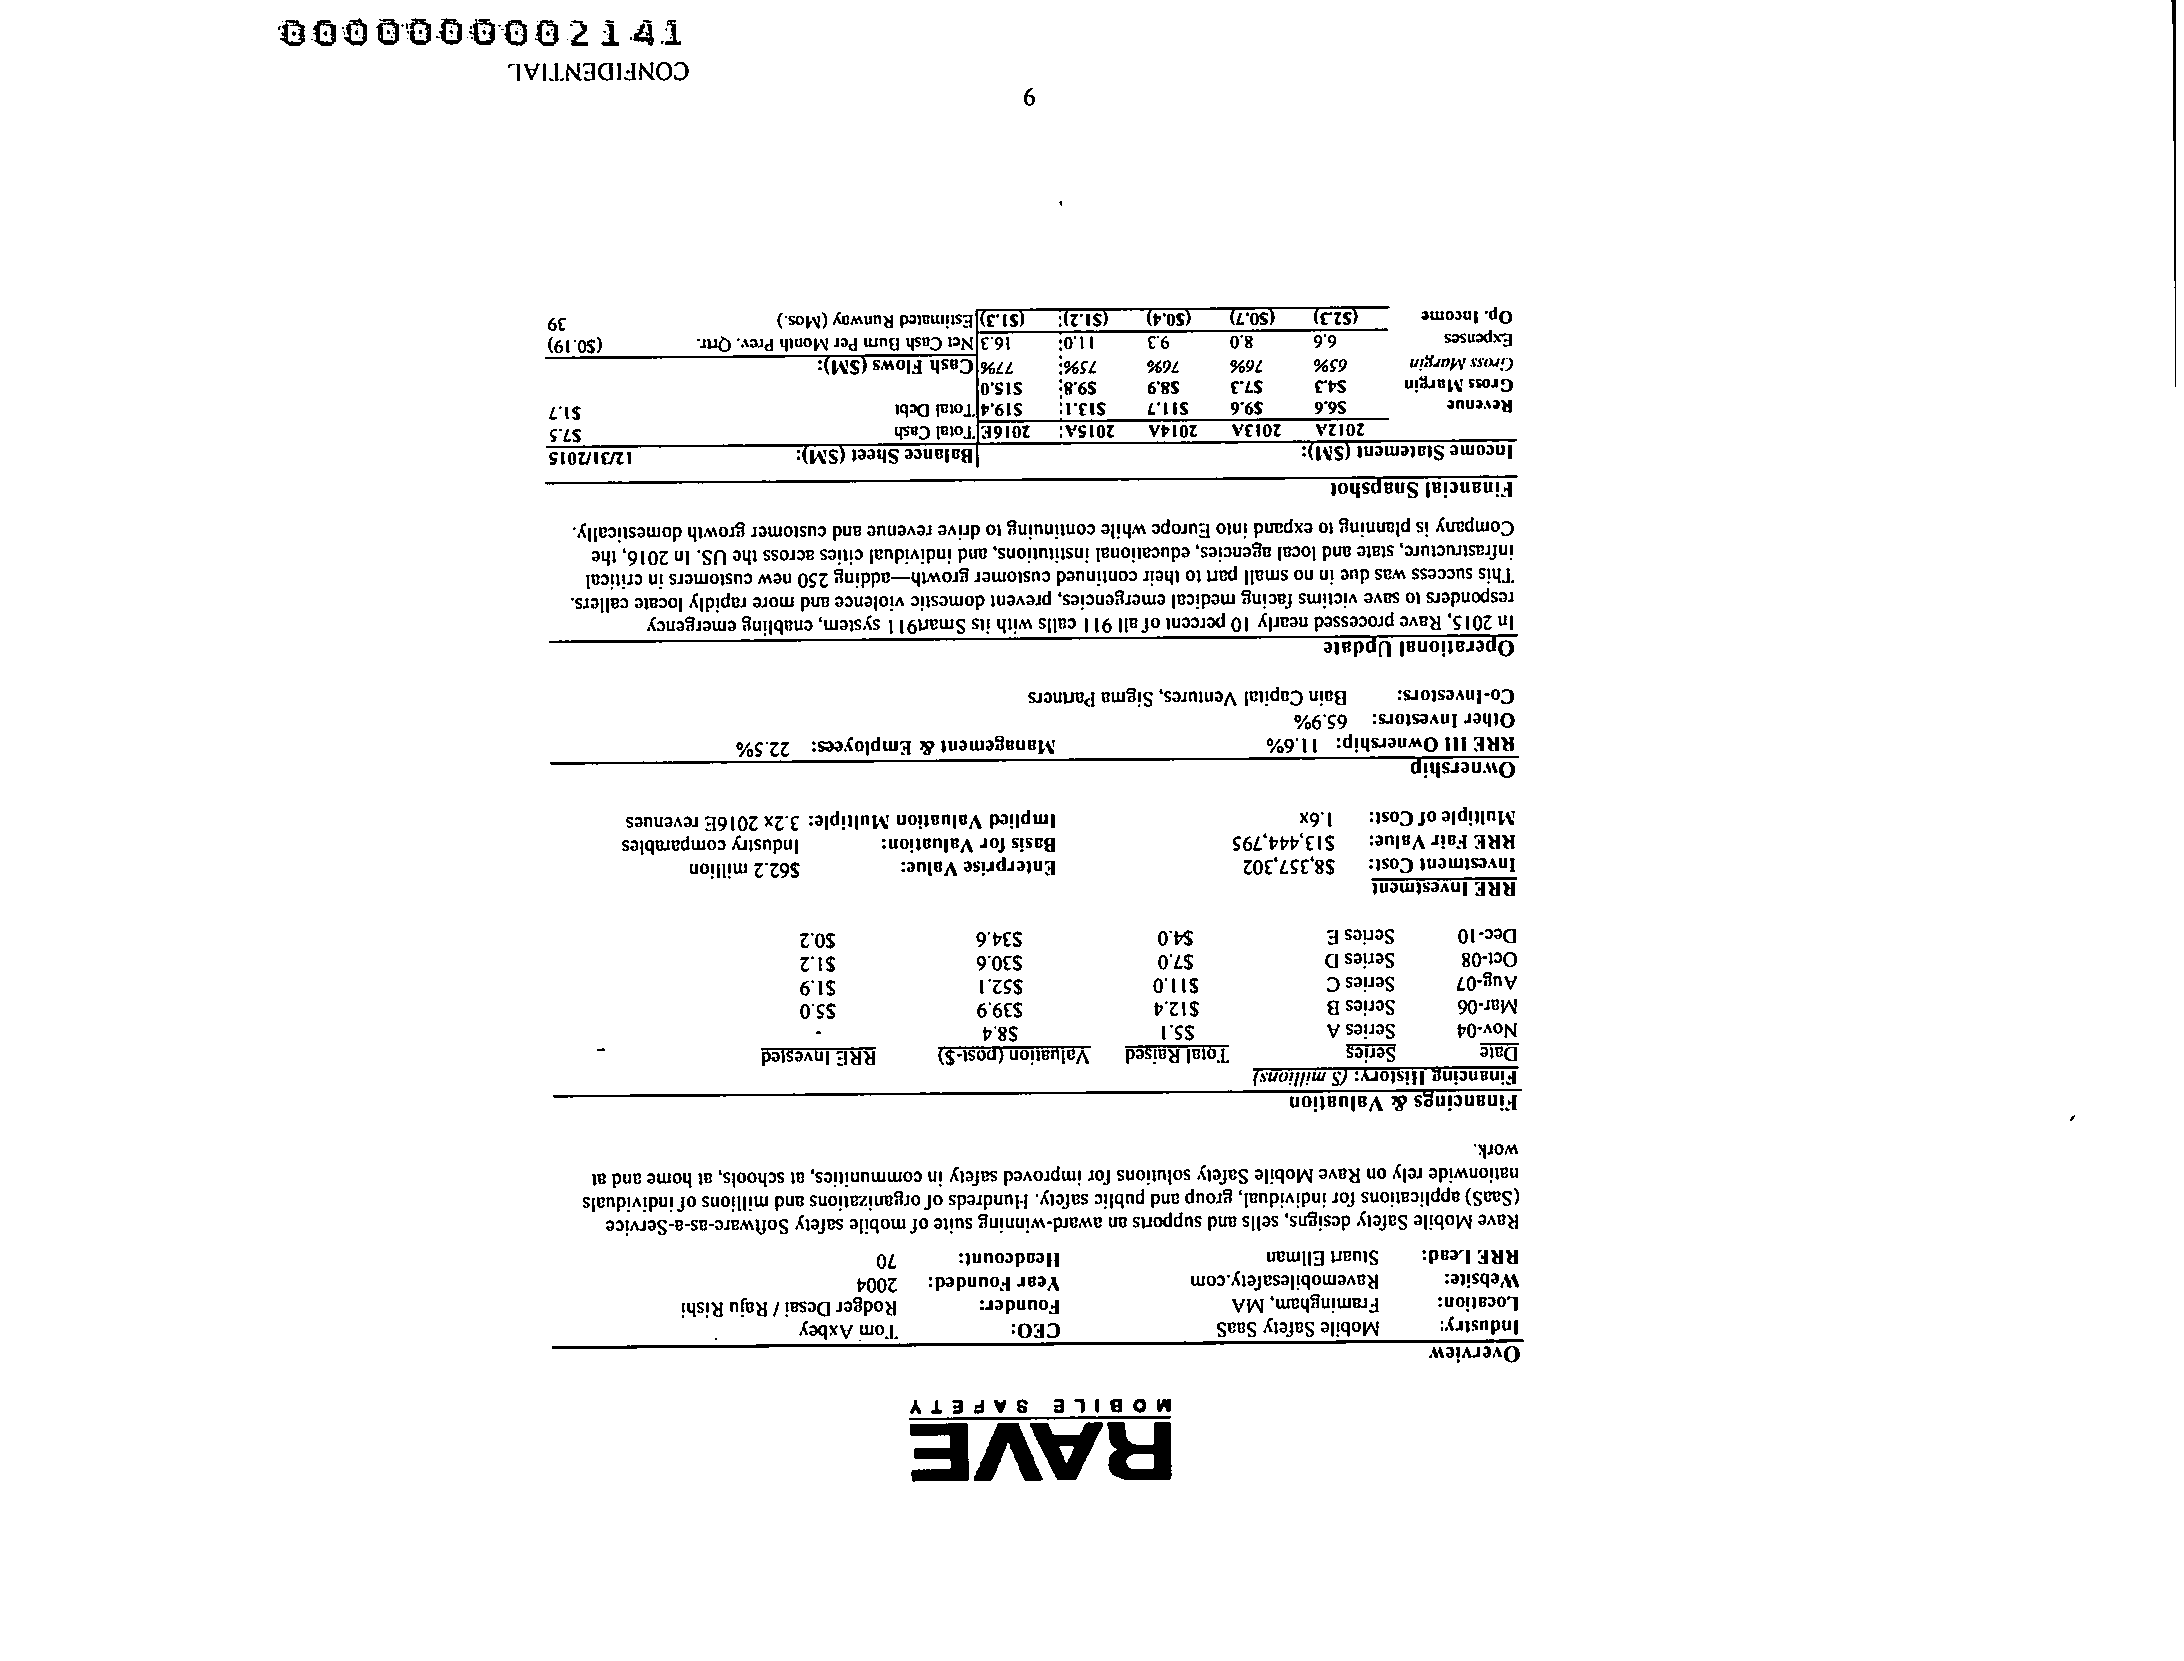 RAVE
MOBILE SAFETY
Overview
Industry: Mobile Safety SaaS CEO: Tom Axbey
Location: Framingham, MA Founder: Rodger Desai / Raju Rishi
Website: Ravemobilesafety.com Year Founded: 2004
RRE Lead: Stuart Ellman Headcount: 70
Rave Mobile Safety designs, sells and supports an award-winning suite of mobile safety Software-as-a-Service
(SaaS) applications for individual, group and public safety. Hundreds of organizations and millions of individuals
nationwide rely on Rave Mobile Safety solutions for improved safety in communities, at schools, at home and at
work.
Financings & Valuation
Financing History: ($ millions)
Date Series Total Raised Valuation (post-$) RRE Invested
Nov-04 Series A $5.1 $8.4 -
Mar-06 Series B $12.4 $39.9 $5.0
Aug-07 Series C $11.0 $52.1 $1.9
Oct-08 Series D $7.0 $30.6 $1.2
Dec-10 Series E $4.0 $34.6 $0.2
RRE Investment
Investment Cost: $8,357,302 Enterprise Value: $62.2 million
RRE Fair Value: $13,444,795 Basis for Valuation: Industry comparables
Multiple of Cost: 1.6x Implied Valuation Multiple: 3.2x 2016E revenues
Ownership
RRE III Ownership: 11.6% Management & Employees: 22.5%
Other Investors: 65.9%
Co-Investors: Bain Capital Ventures, Sigma Partners
Operational Update
In 2015, Rave processed nearly 10 percent of all 911 calls with its Smart911 system, enabling emergency
responders to save victims facing medical emergencies, prevent domestic violence and more rapidly locate callers.
This success was due in no small part to their continued customer growth—adding 250 new customers in critical
infrastructure, state and local agencies, educational institutions, and individual cities across the US. In 2016, the
Company is planning to expand into Europe while continuing to drive revenue and customer growth domestically.
Financial Snapshot
Income Statement ($M): Balance Sheet ($M): 12/31/2015
2012A 2013A 2014A 2015A 2016E Total Cash $7.5
Revenue $6.6 $9.6 $11.7 $13.1 $19.4 Total Debt $1.7
Gross Margin $4.3 $7.3 $8.9 $9.8 $15.0
Gross Margin 65% 76% 76% 75% 77% Cash Flows ($M):
Expenses 6.6 8.0 9.3 11.0 16.3 Net Cash Burn Per Month Prev. Qrtr. ($0.19)
Op. Income ($2.3) ($0.7) ($0.4) ($1.2) ($1.3) Estimated Runway (Mos.) 39
9
CONFIDENTIAL
0000000002141